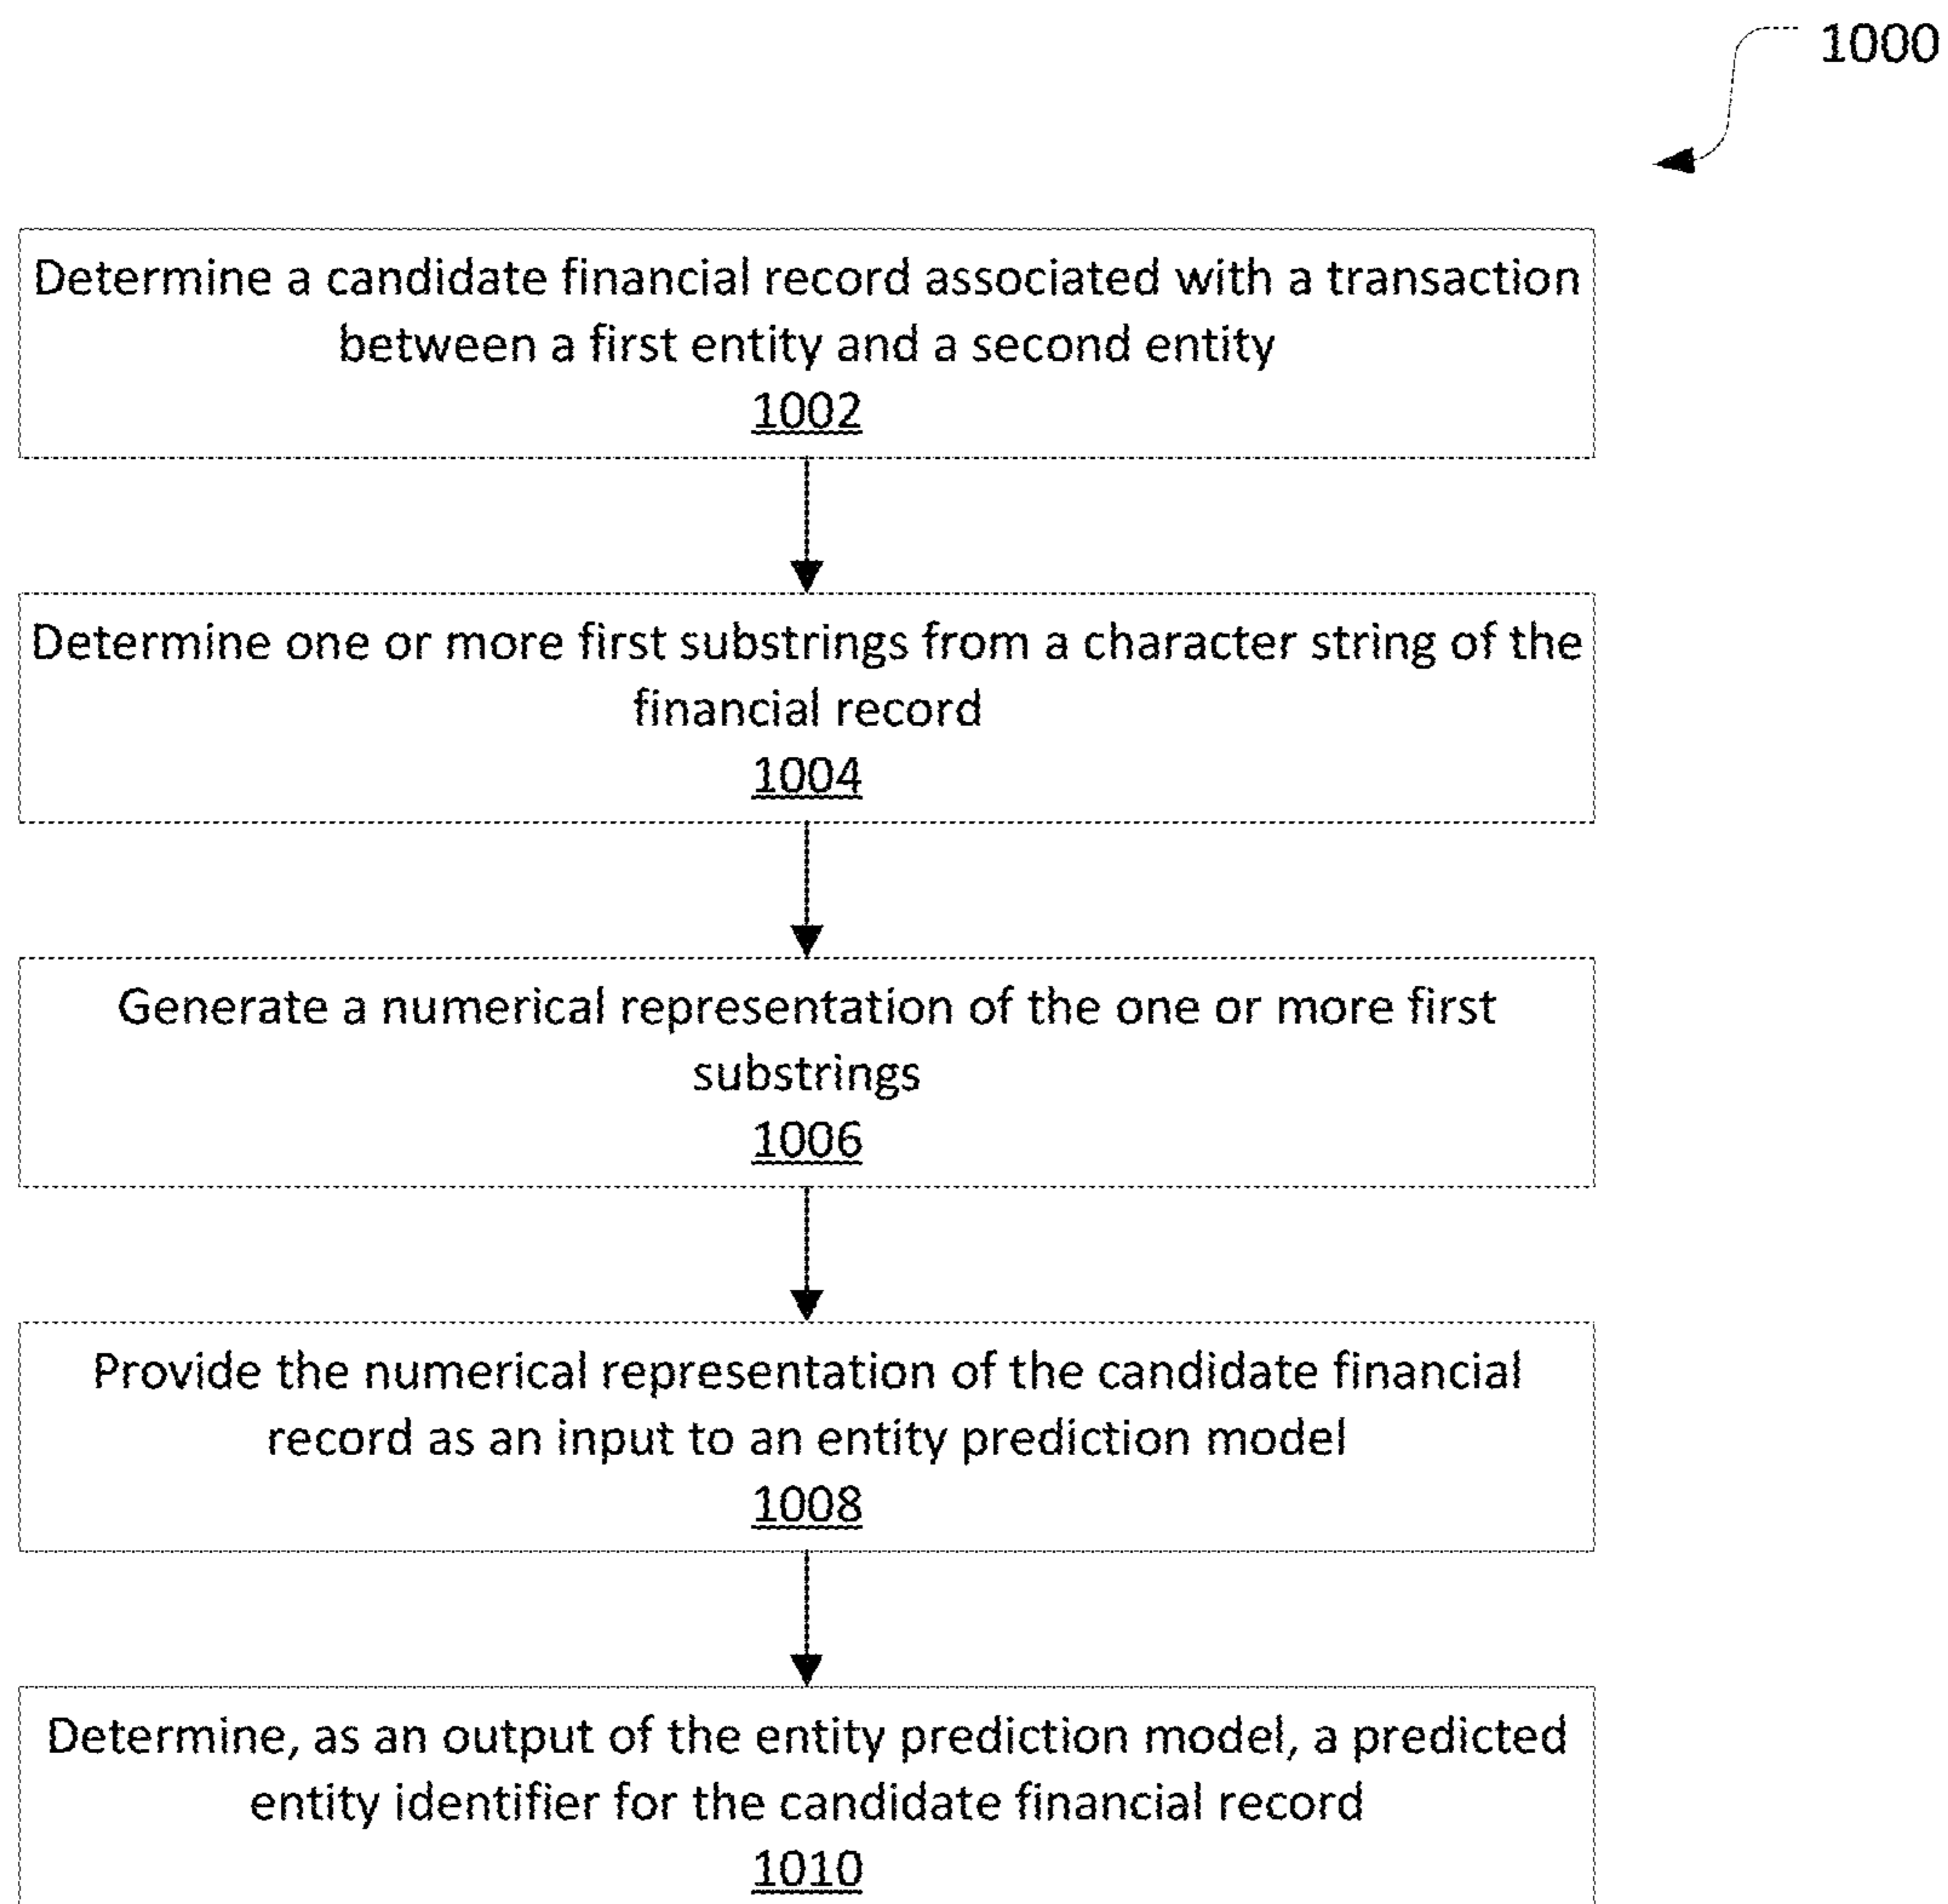 1000
Determine a candidate financial record associated with a transaction
between a first entity and a second entity
1002
Determine one or more first substrings from a character string of the
financial record
1004
Generate a numerical representation of the one or more first
substrings
1006
Provide the numerical representation of the candidate financial
record as an input to an entity prediction model
1008
Determine, as an output of the entity prediction model, a predicted
entity identifier for the candidate financial record
1010